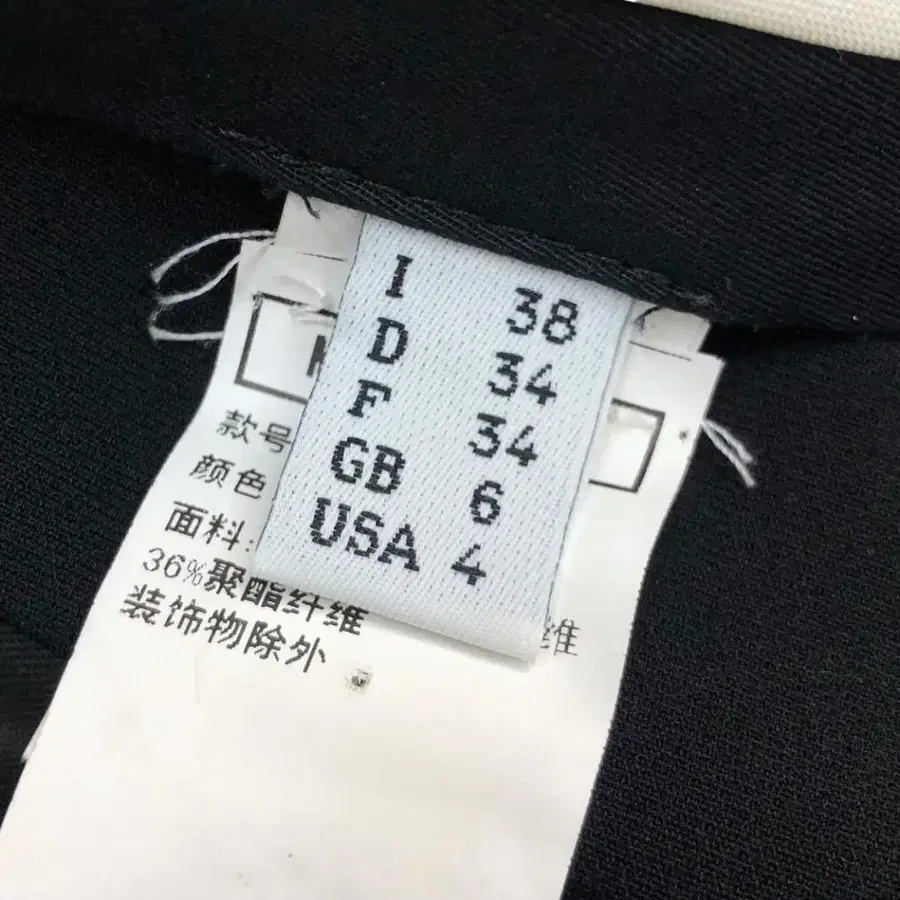 I 38
D 34
F 34
GB 6
USA 4
款号
颜色
面料:
36%聚酯纤维 维
装饰物除外